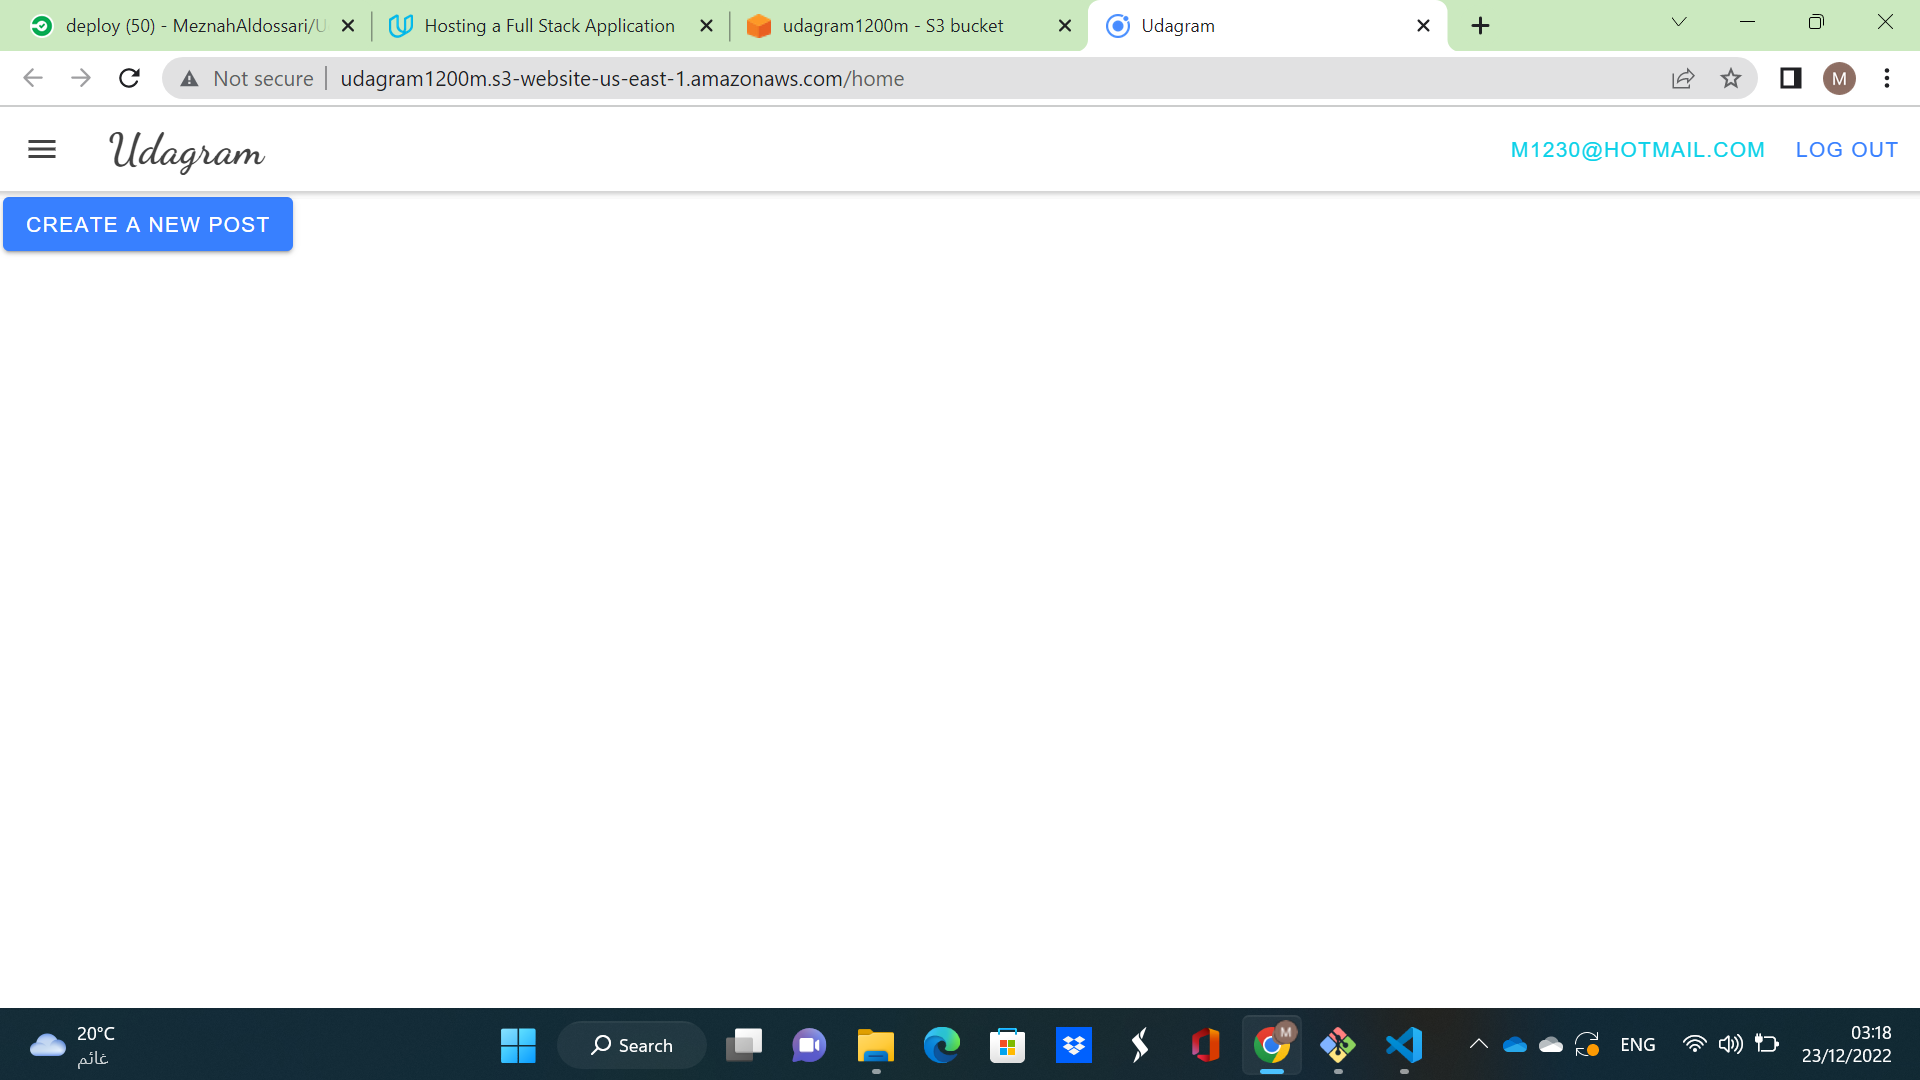 deploy (50) - MeznahAldossari/U
Hosting a Full Stack Application
udagram1200m - S3 bucket
Udagram
Not secure
udagram1200m.s3-website-us-east-1.amazonaws.com/home
M
Udagram
M1230@HOTMAIL.COM
LOG OUT
CREATE A NEW POST
20°C
غائم
Search
M
ENG
03:18
23/12/2022